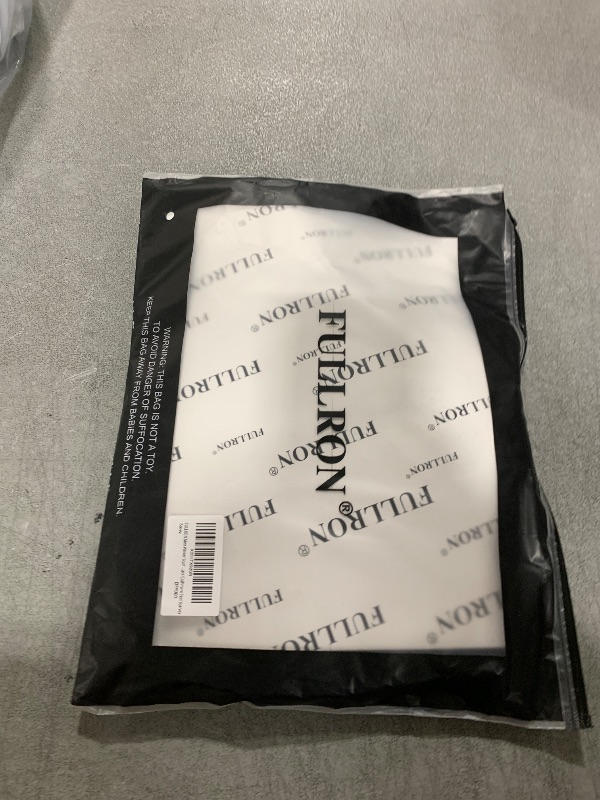 FULLRON®
WARNING: THIS BAG IS NOT A TOY.
TO AVOID DANGER OF SUFFOCATION,
KEEP THIS BAG AWAY FROM BABIES AND CHILDREN.
FULLRON®
FULLRON®
FULLRON®
FULLRON®
FULLRON®
FULLRON®
FULLRON®
FULLRON®
FULLRON®
FULLRON®
New